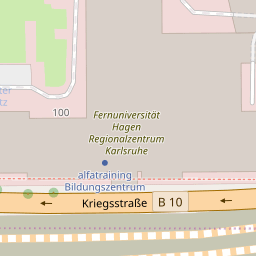 100
Fernuniversität
Hagen
Regionalzentrum
Karlsruhe
alfatraining
Bildungszentrum
Kriegsstraße
B 10